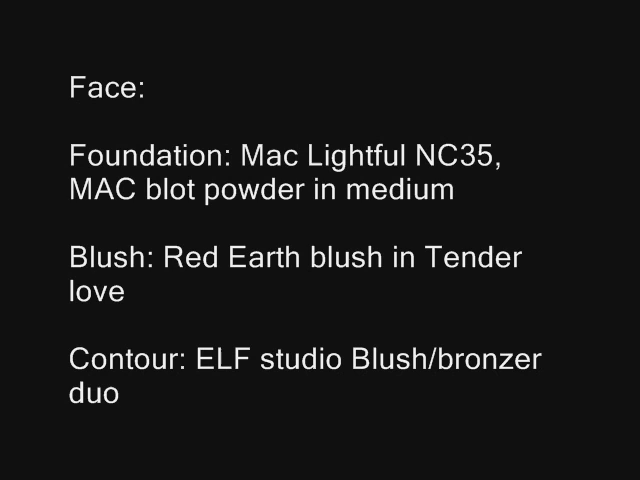 Face:
Foundation: Mac Lightful NC35,
MAC blot powder in medium
Blush: Red Earth blush in Tender
love
Contour: ELF studio Blush/bronzer
duo